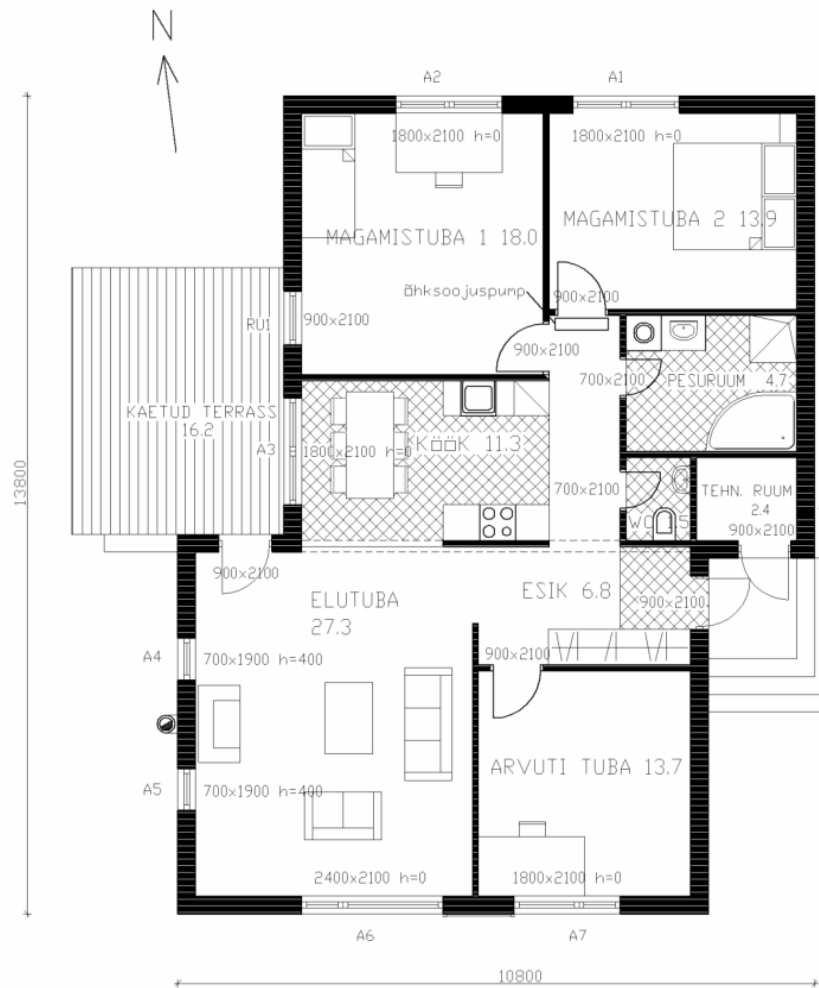 N
A2
A1
1800x2100 h=0
1800x2100 h=0
MAGAMISTUBA 1 18.0
MAGAMISTUBA 2 13.9
õhksoojuspump
900x2100
RU1
900x2100
900x2100
700x2100
PESURUUM 4.7
KAETUD TERRASS
16.2
A3
1800x2100 h=0
KÖÖK 11.3
13800
700x2100
TEHN. RUUM
2.4
900x2100
900x2100
ELUTUBA
27.3
ESIK 6.8
900x2100
A4
700x1900 h=400
900x2100
ARVUTI TUBA 13.7
A5
700x1900 h=400
2400x2100 h=0
1800x2100 h=0
A6
A7
10800